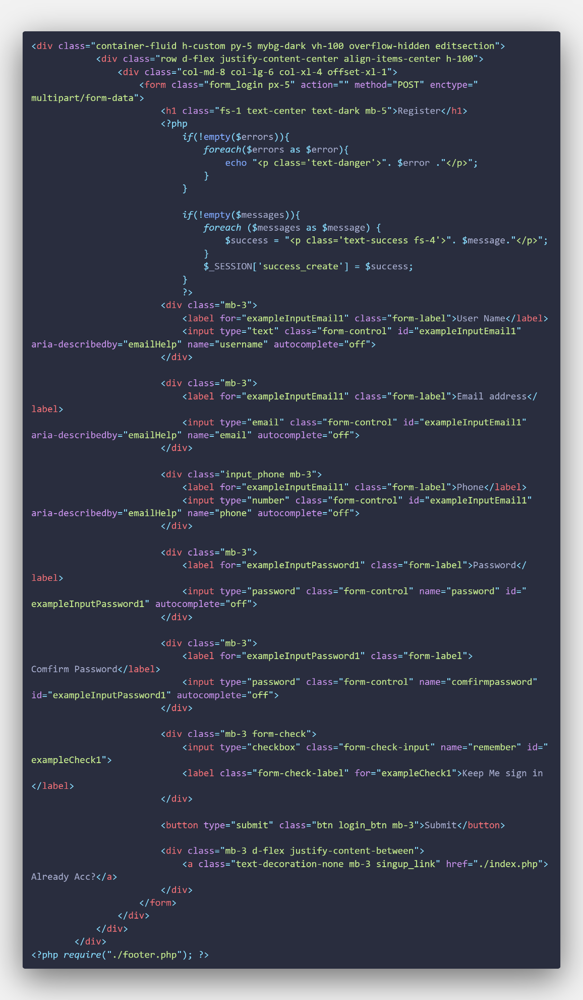 <div class="container-fluid h-custom py-5 mybg-dark vh-100 overflow-hidden editsection">
            <div class="row d-flex justify-content-center align-items-center h-100">
                <div class="col-md-8 col-lg-6 col-xl-4 offset-xl-1">
                    <form class="form_login px-5" action="" method="POST" enctype="
multipart/form-data">
                        <h1 class="fs-1 text-center text-dark mb-5">Register</h1>
                        <?php
                            if(!empty($errors)){
                                foreach($errors as $error){
                                    echo "<p class='text-danger'>". $error ."</p>";
                                }
                            }

                            if(!empty($messages)){
                                foreach ($messages as $message) {
                                    $success = "<p class='text-success fs-4'>". $message."</p>";
                                }
                                $_SESSION['success_create'] = $success;
                            }
                            ?>
                        <div class="mb-3">
                            <label for="exampleInputEmail1" class="form-label">User Name</label>
                            <input type="text" class="form-control" id="exampleInputEmail1"
aria-describedby="emailHelp" name="username" autocomplete="off">
                        </div>

                        <div class="mb-3">
                            <label for="exampleInputEmail1" class="form-label">Email address</
label>
                            <input type="email" class="form-control" id="exampleInputEmail1"
aria-describedby="emailHelp" name="email" autocomplete="off">
                        </div>

                        <div class="input_phone mb-3">
                            <label for="exampleInputEmail1" class="form-label">Phone</label>
                            <input type="number" class="form-control" id="exampleInputEmail1"
aria-describedby="emailHelp" name="phone" autocomplete="off">
                        </div>

                        <div class="mb-3">
                            <label for="exampleInputPassword1" class="form-label">Password</
label>
                            <input type="password" class="form-control" name="password" id="
exampleInputPassword1" autocomplete="off">
                        </div>

                        <div class="mb-3">
                            <label for="exampleInputPassword1" class="form-label">
Comfirm Password</label>
                            <input type="password" class="form-control" name="comfirmpassword"
id="exampleInputPassword1" autocomplete="off">
                        </div>

                        <div class="mb-3 form-check">
                            <input type="checkbox" class="form-check-input" name="remember" id="
exampleCheck1">
                            <label class="form-check-label" for="exampleCheck1">Keep Me sign in
</label>
                        </div>

                        <button type="submit" class="btn login_btn mb-3">Submit</button>

                        <div class="mb-3 d-flex justify-content-between">
                            <a class="text-decoration-none mb-3 singup_link" href="./index.php">
Already Acc?</a>
                        </div>
                    </form>
                </div>
            </div>
        </div>
<?php require("./footer.php"); ?>